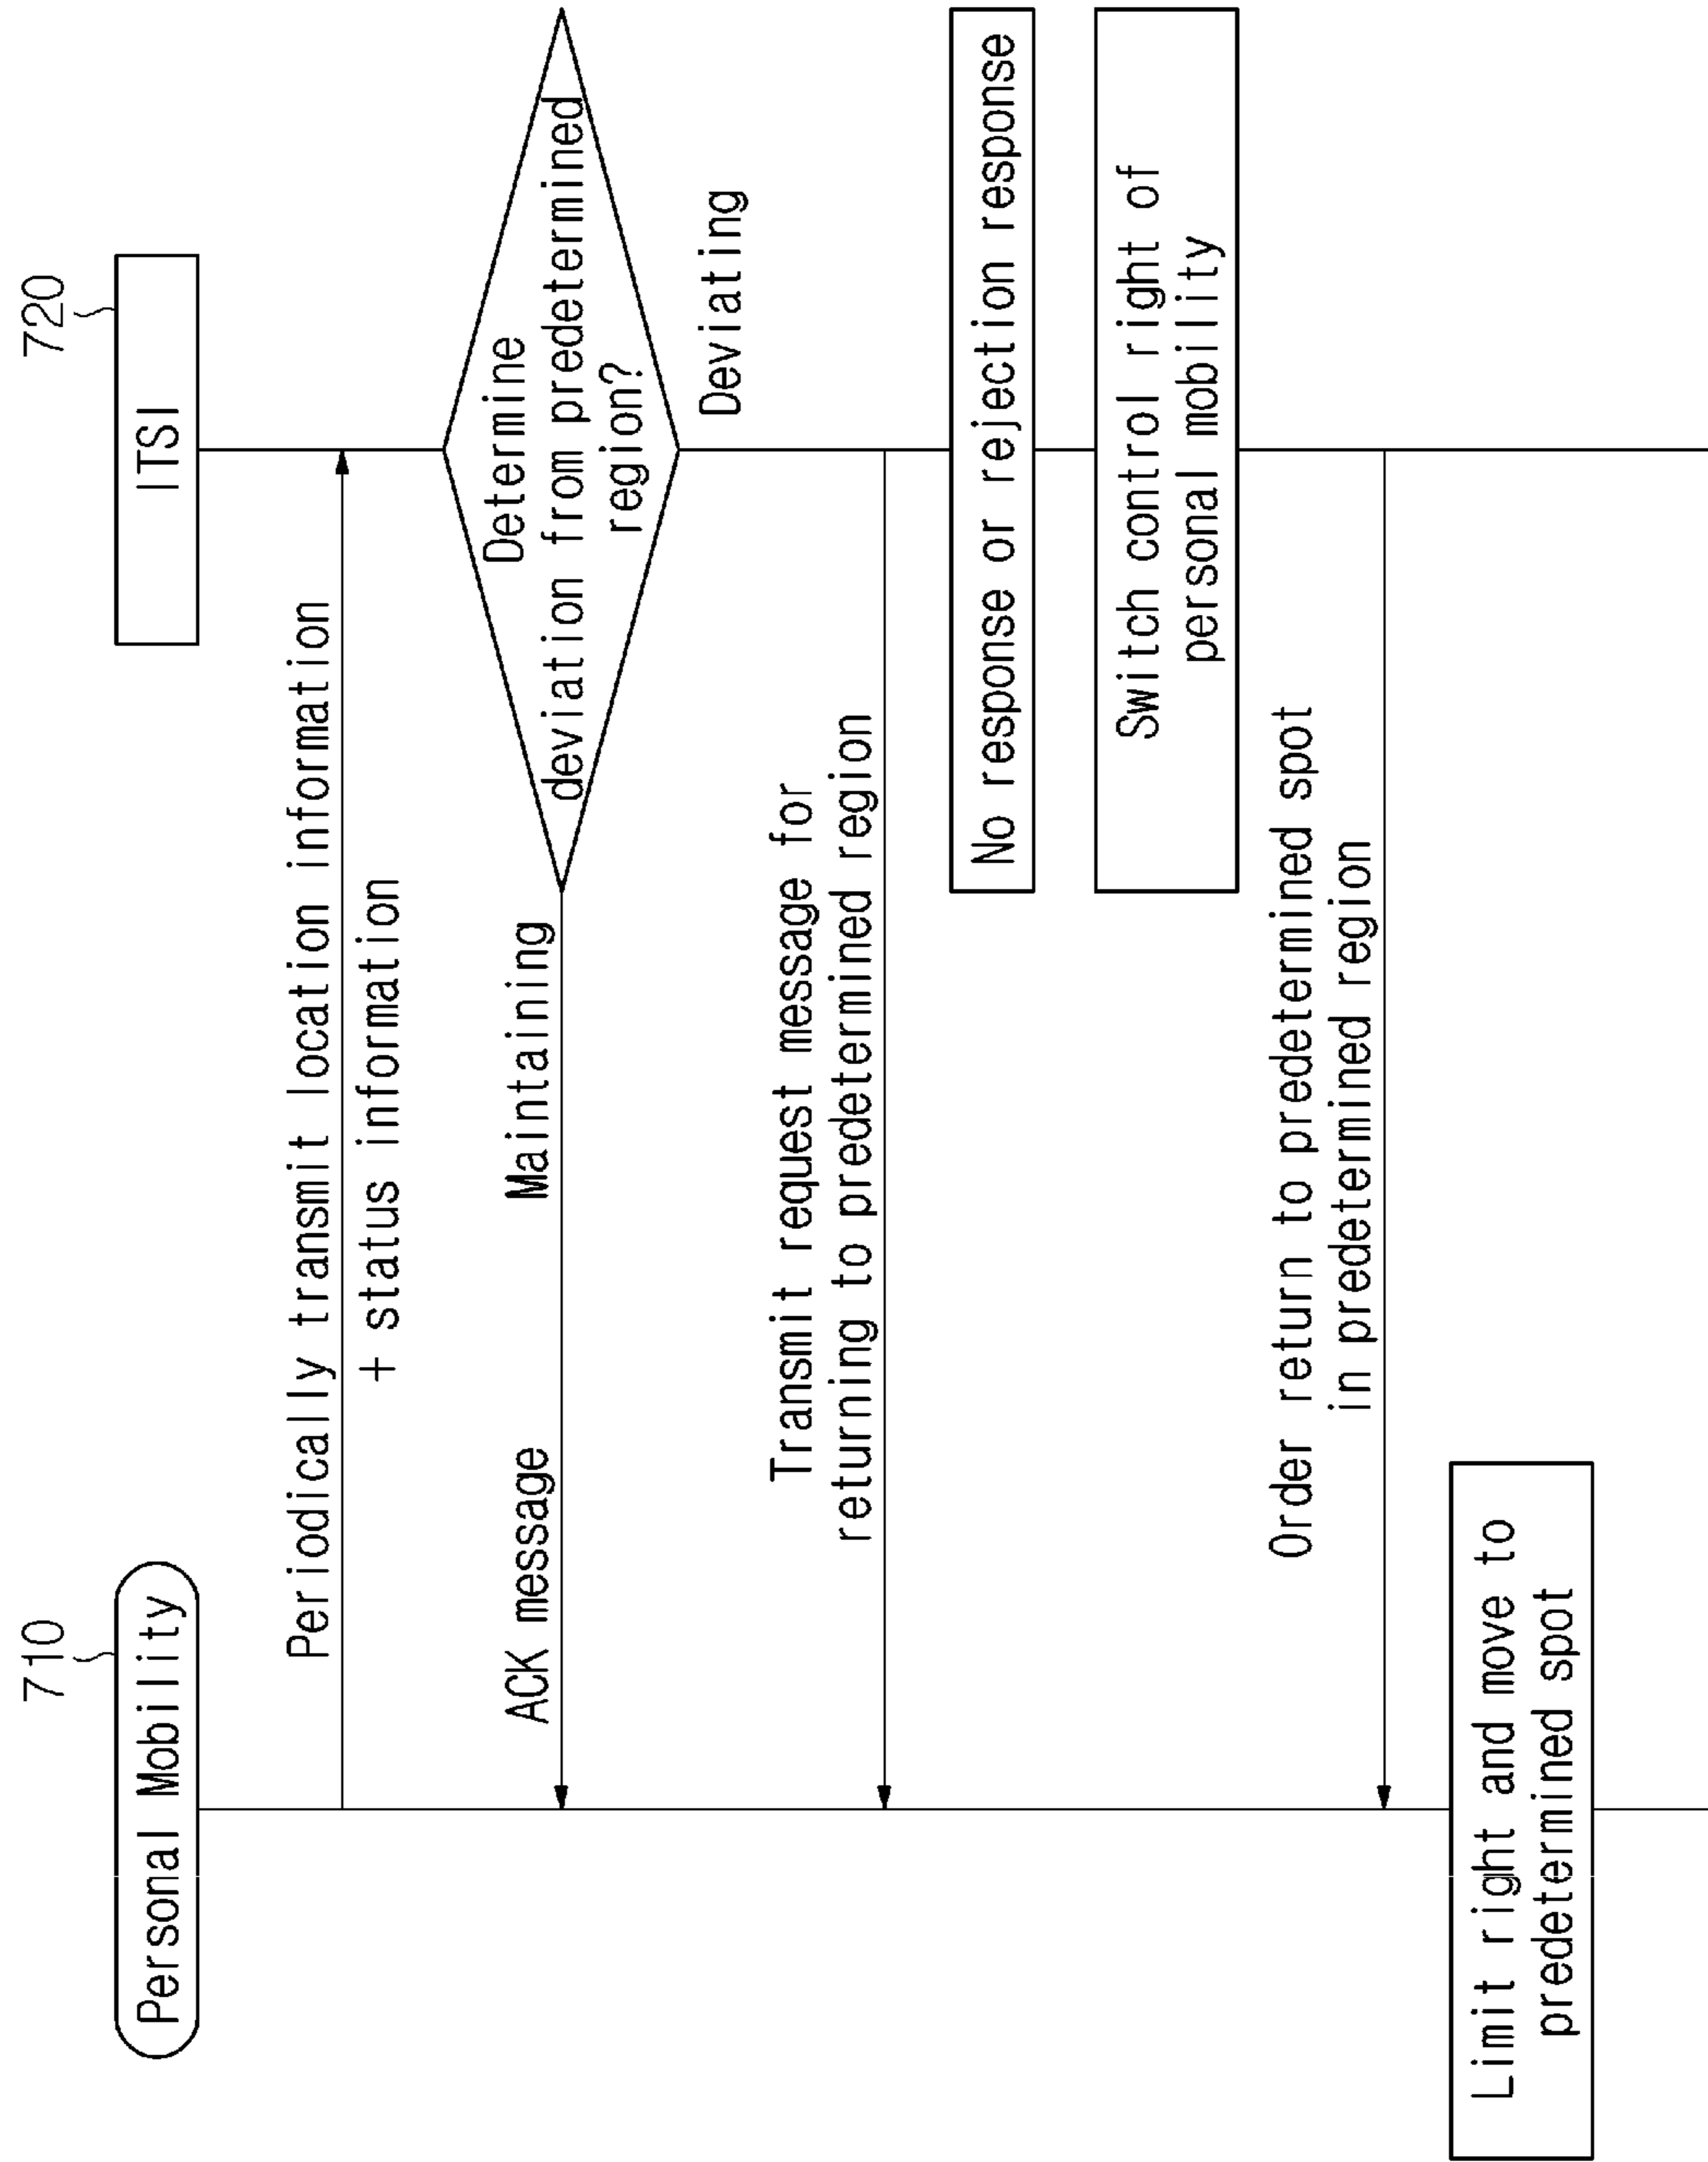 710
720
Personal Mobility
ITSI
Periodically transmit location information
+ status information
Determine
deviation from predetermined
region?
ACK message
Maintaining
Deviating
Transmit request message for
returning to predetermined region
No response or rejection response
Switch control right of
personal mobility
Order return to predetermined spot
in predetermined region
Limit right and move to
predetermined spot